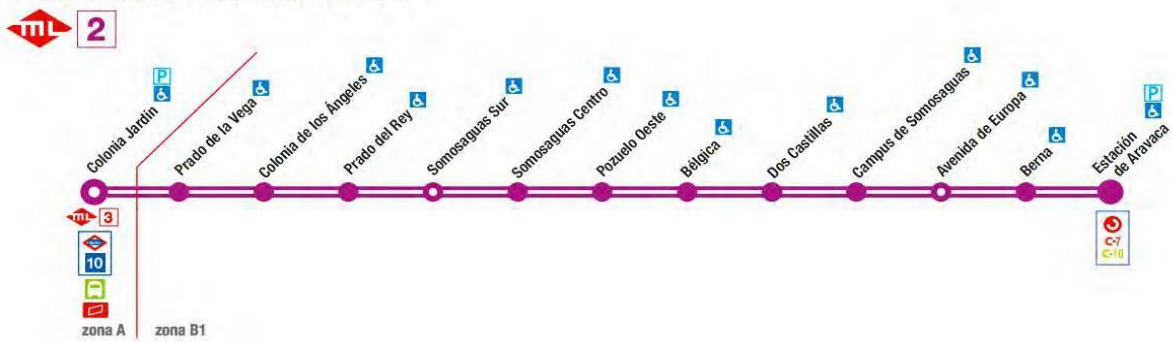 mL 2
P
Colonia Jardín
Prado de la Vega
Colonia de los Ángeles
Prado del Rey
Somosaguas Sur
Somosaguas Centro
Pozuelo Oeste
Bélgica
Dos Castillas
Campus de Somosaguas
Avenida de Europa
Berna
P
Estación
de Aravaca
mL 3
10
C-7
C-10
zona A
zona B1